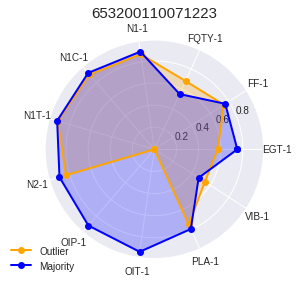 653200110071223
N1-1
FQTY-1
N1C-1
FF-1
0.8
N1T-1
0.6
0.4
0.2
EGT-1
N2-1
VIB-1
OIP-1
PLA-1
OIT-1
Outlier
Majority